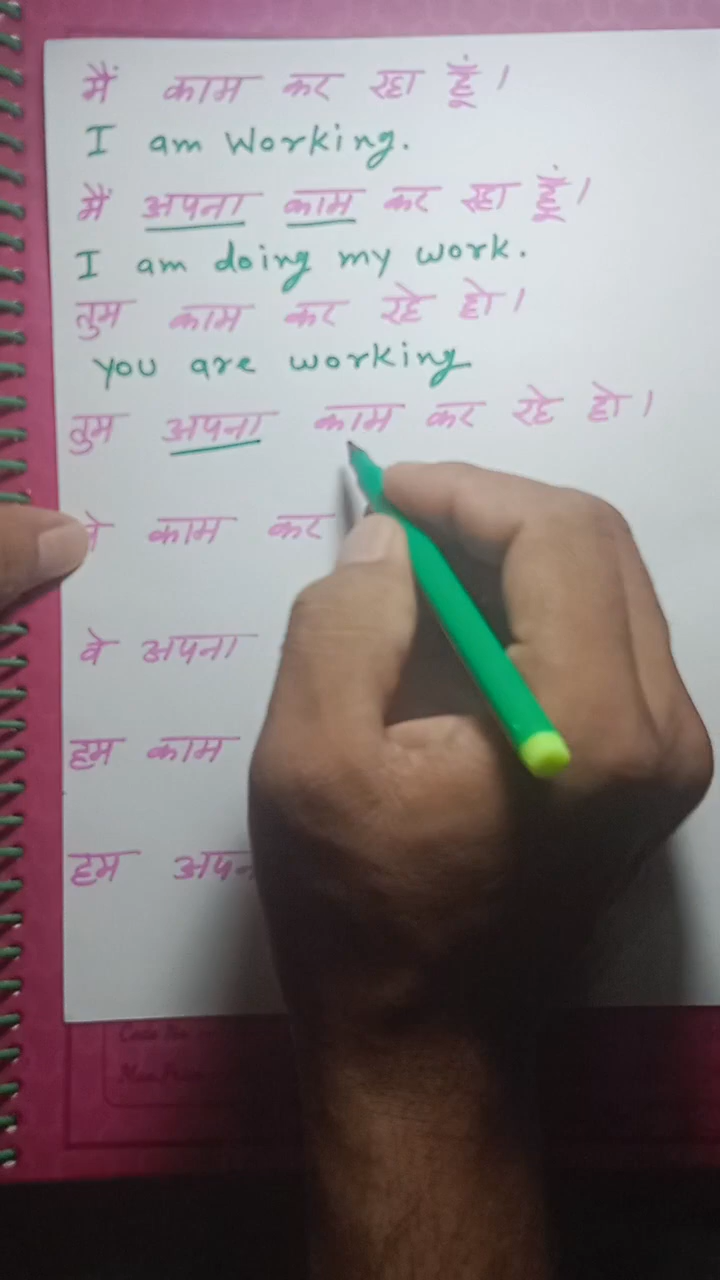 मैं काम कर रहा हूँ।
I am Working.
मैं अपना काम कर रहा हूँ।
I am doing my work.
तुम काम कर रहे हो।
You are working
तुम अपना काम कर रहे हो।
काम कर
वे अपना
हम काम
हम